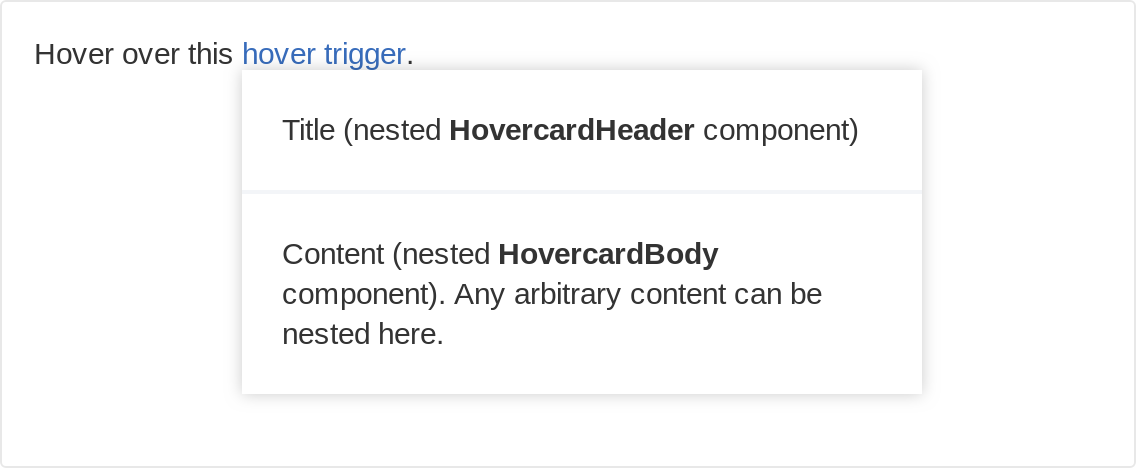 Hover over this hover trigger.
Title (nested HovercardHeader component)
Content (nested HovercardBody
component). Any arbitrary content can be
nested here.